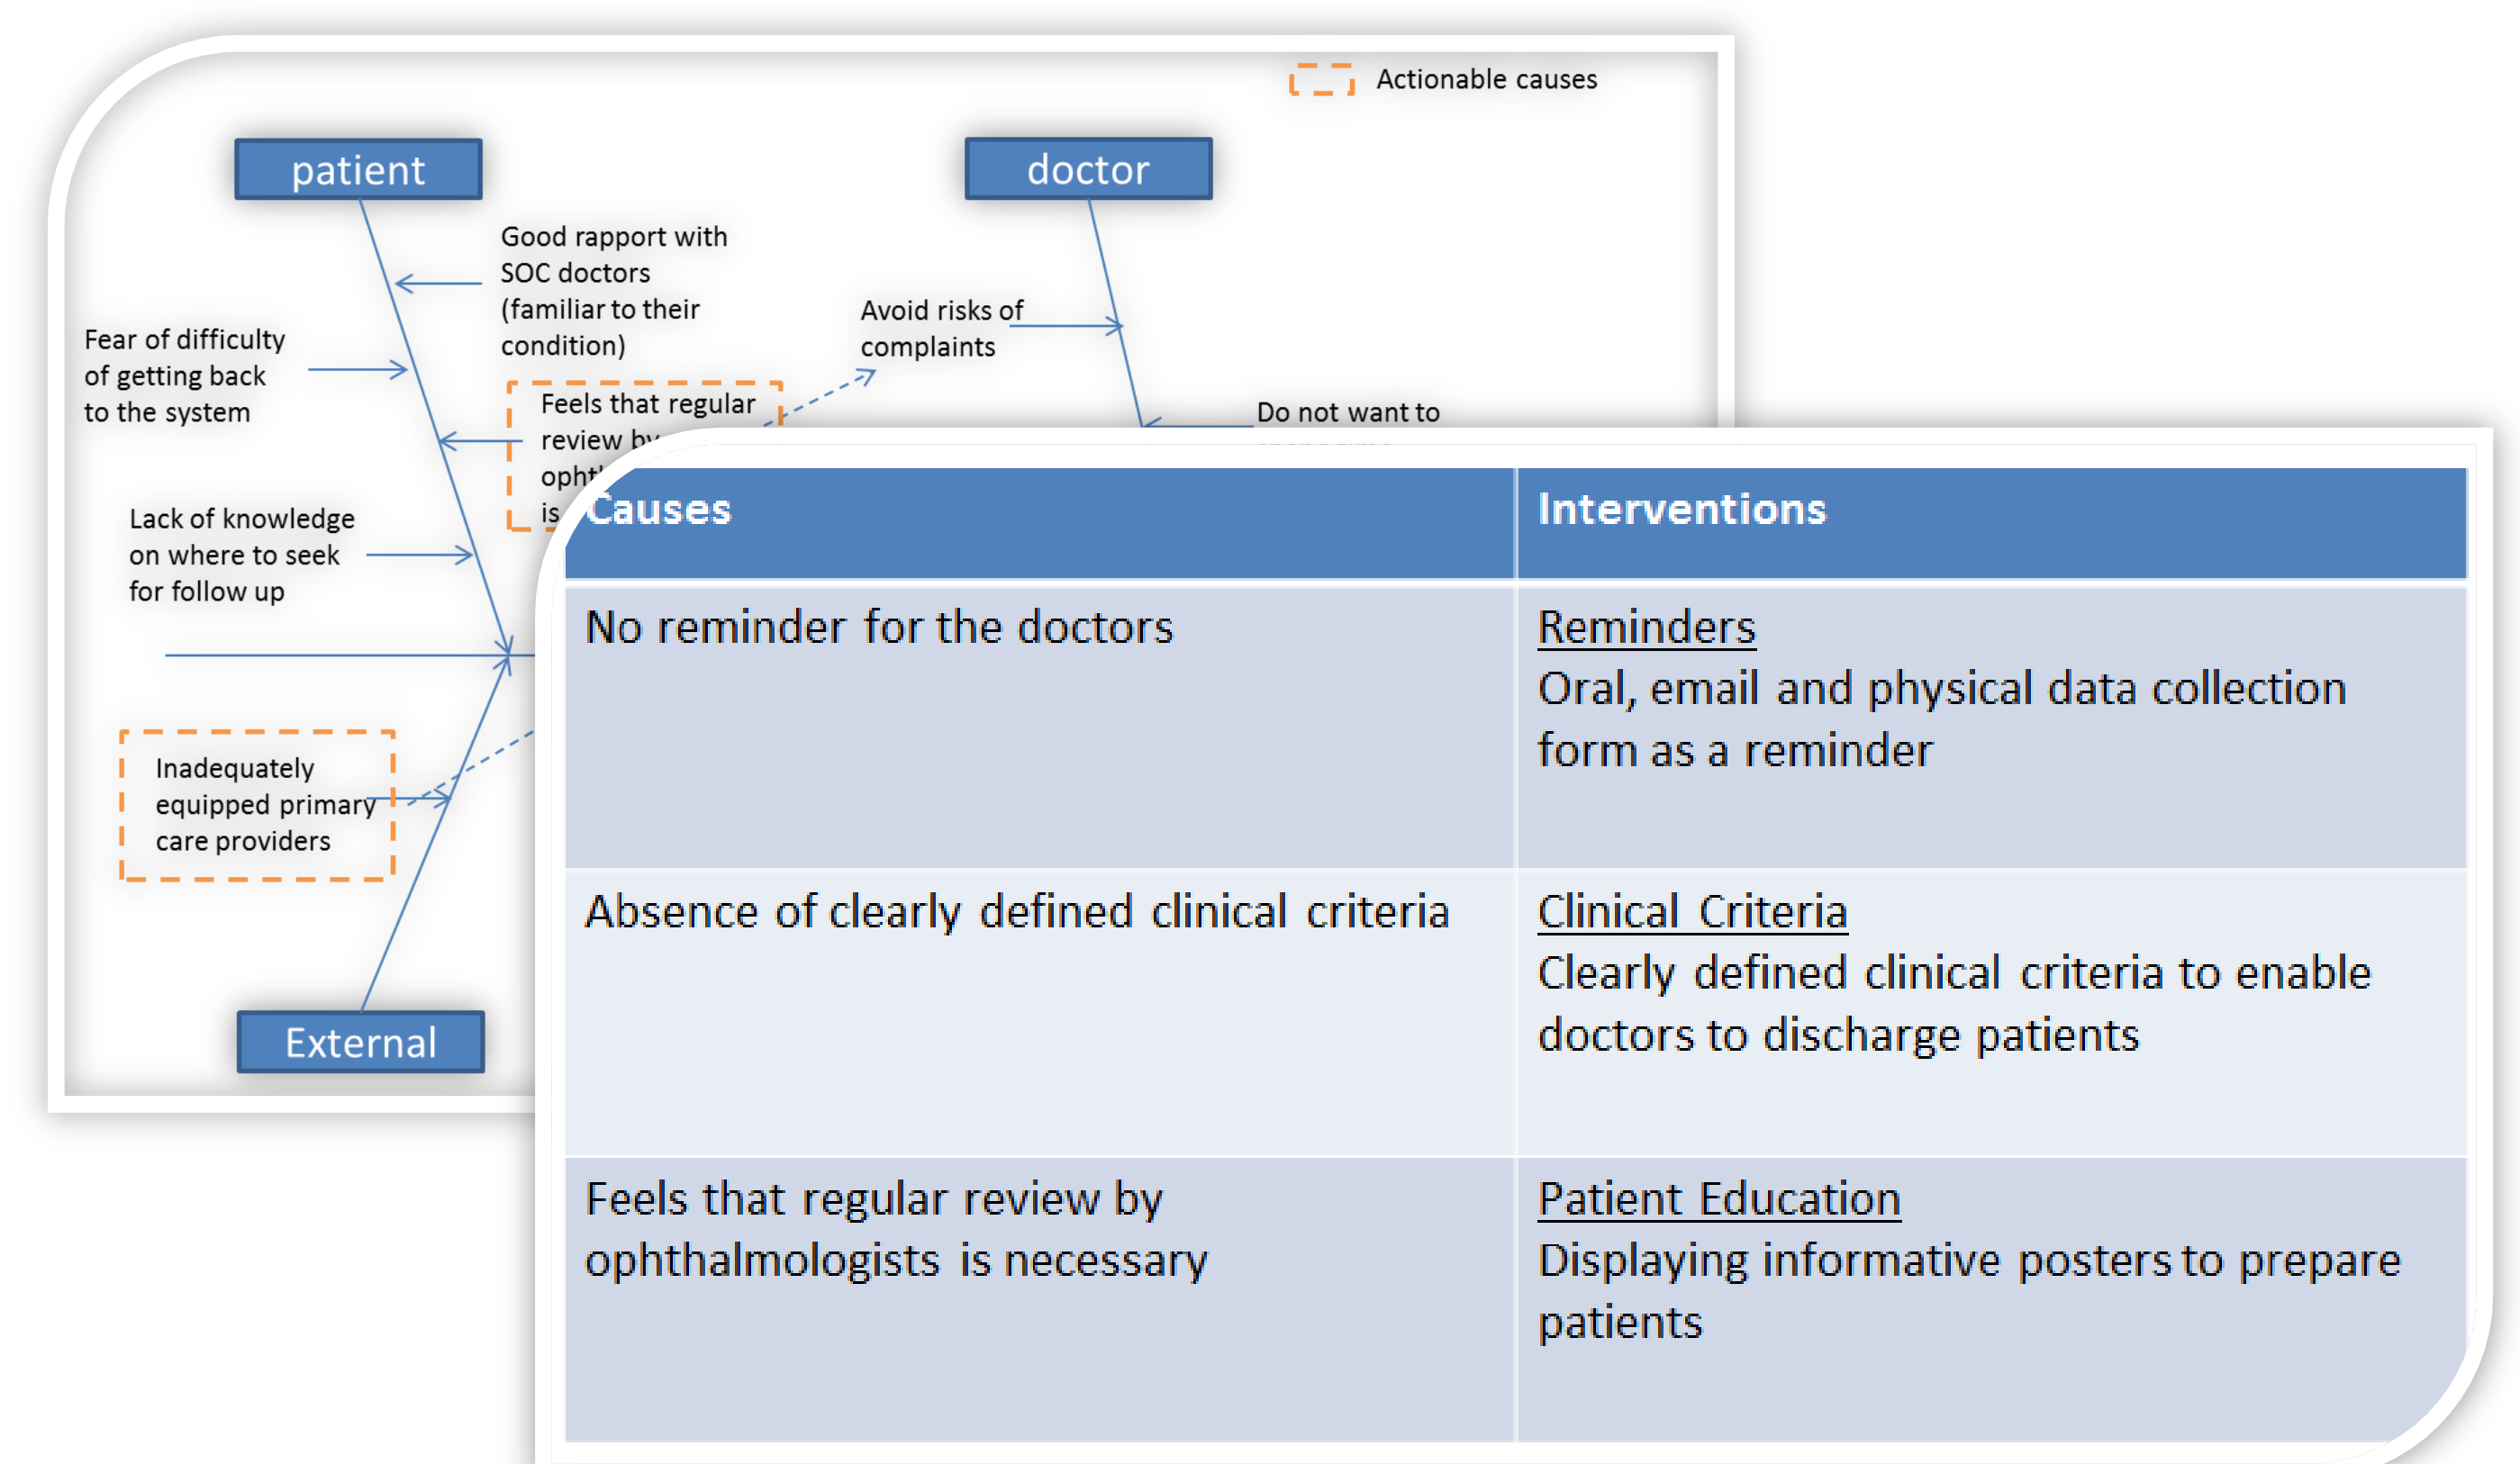 Actionable causes
patient
doctor
Good rapport with
SOC doctors
(familiar to their
condition)
Fear of difficulty
of getting back
to the system
Avoid risks of
complaints
Feels that regular
review by
is
Do not want to
Lack of knowledge
on where to seek
for follow up
Inadequately
equipped primary
care providers
External
Causes
Interventions
No reminder for the doctors
Reminders
Oral, email and physical data collection
form as a reminder
Absence of clearly defined clinical criteria
Clinical Criteria
Clearly defined clinical criteria to enable
doctors to discharge patients
Feels that regular review by
ophthalmologists is necessary
Patient Education
Displaying informative posters to prepare
patients